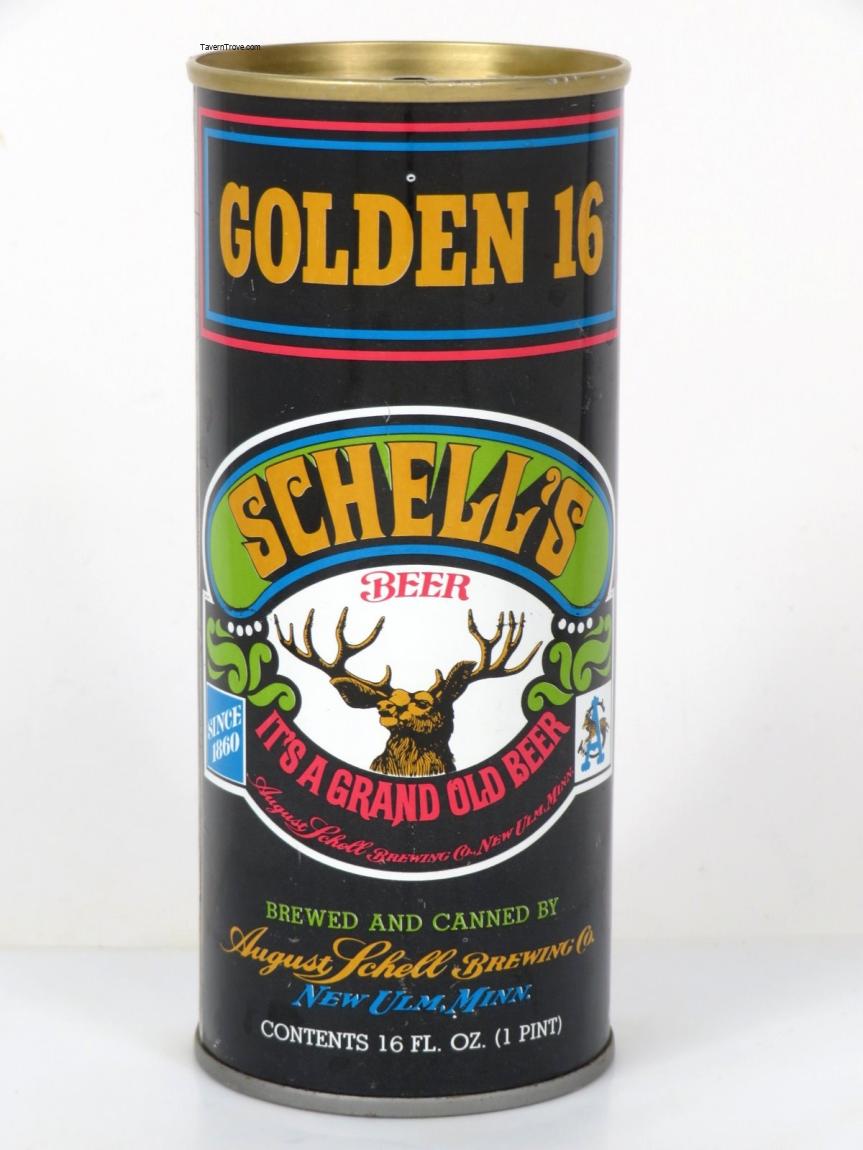 TavernTrove.com
GOLDEN 16
SCHELL'S
BEER
SINCE
1860
A
IT'S A GRAND OLD BEER
August Schell BREWING CO., NEW ULM, MINN.
BREWED AND CANNED BY
August Schell BREWING CO.
NEW ULM, MINN.
CONTENTS 16 FL. OZ. (1 PINT)